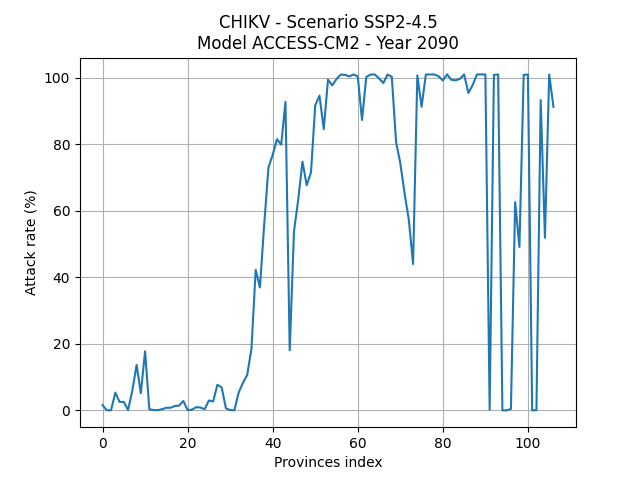 CHIKV - Scenario SSP2-4.5
Model ACCESS-CM2 - Year 2090
Attack rate (%)
100
80
60
40
20
0
0 20 40 60 80 100
Provinces index